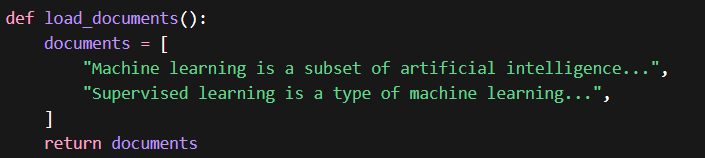 def load_documents():
    documents = [
        "Machine learning is a subset of artificial intelligence...",
        "Supervised learning is a type of machine learning...",
    ]
    return documents